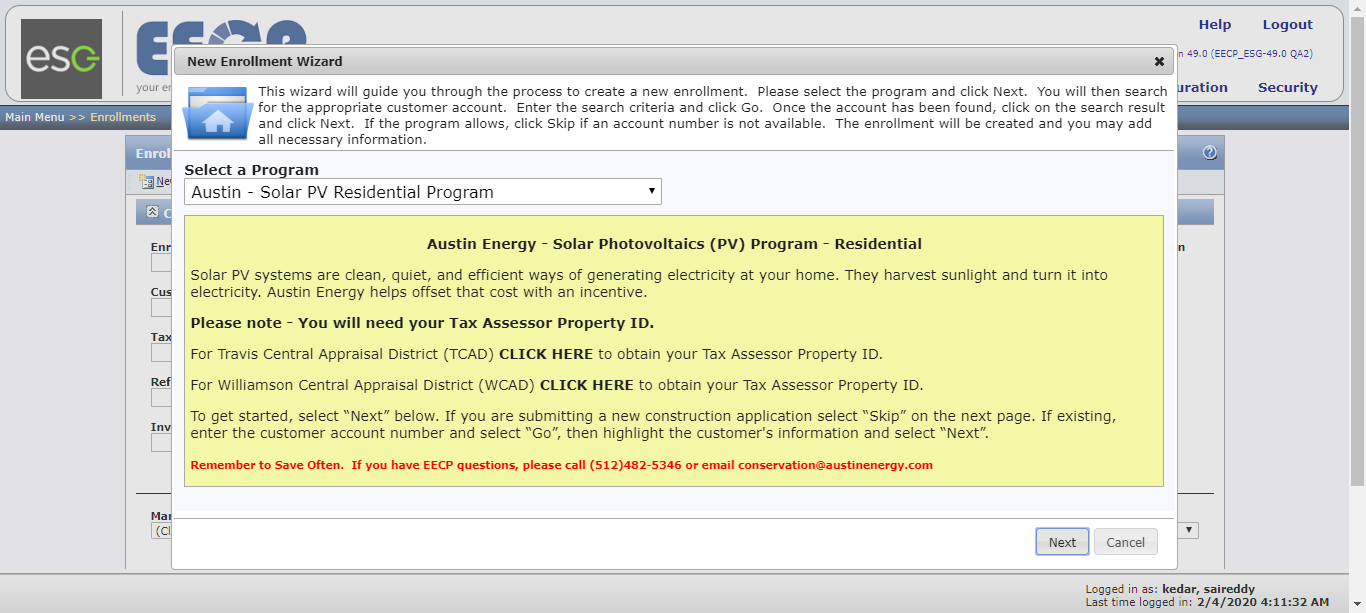 esc
EECP
your en
Help Logout
n 49.0 (EECP_ESG-49.0 QA2)
uration Security
Main Menu >> Enrollments
Enrol
New Enrollment Wizard
This wizard will guide you through the process to create a new enrollment. Please select the program and click Next. You will then search
for the appropriate customer account. Enter the search criteria and click Go. Once the account has been found, click on the search result
and click Next. If the program allows, click Skip if an account number is not available. The enrollment will be created and you may add
all necessary information.
Select a Program
Austin - Solar PV Residential Program
Austin Energy - Solar Photovoltaics (PV) Program - Residential
Solar PV systems are clean, quiet, and efficient ways of generating electricity at your home. They harvest sunlight and turn it into
electricity. Austin Energy helps offset that cost with an incentive.
Please note - You will need your Tax Assessor Property ID.
For Travis Central Appraisal District (TCAD) CLICK HERE to obtain your Tax Assessor Property ID.
For Williamson Central Appraisal District (WCAD) CLICK HERE to obtain your Tax Assessor Property ID.
To get started, select “Next” below. If you are submitting a new construction application select “Skip” on the next page. If existing,
enter the customer account number and select “Go”, then highlight the customer's information and select “Next”.
Remember to Save Often. If you have EECP questions, please call (512)482-5346 or email conservation@austinenergy.com
Next Cancel
Ne
C
Enr
n
Cus
Tax
Ref
Inv
Mar
(Cl
Logged in as: kedar, saireddy
Last time logged in: 2/4/2020 4:11:32 AM